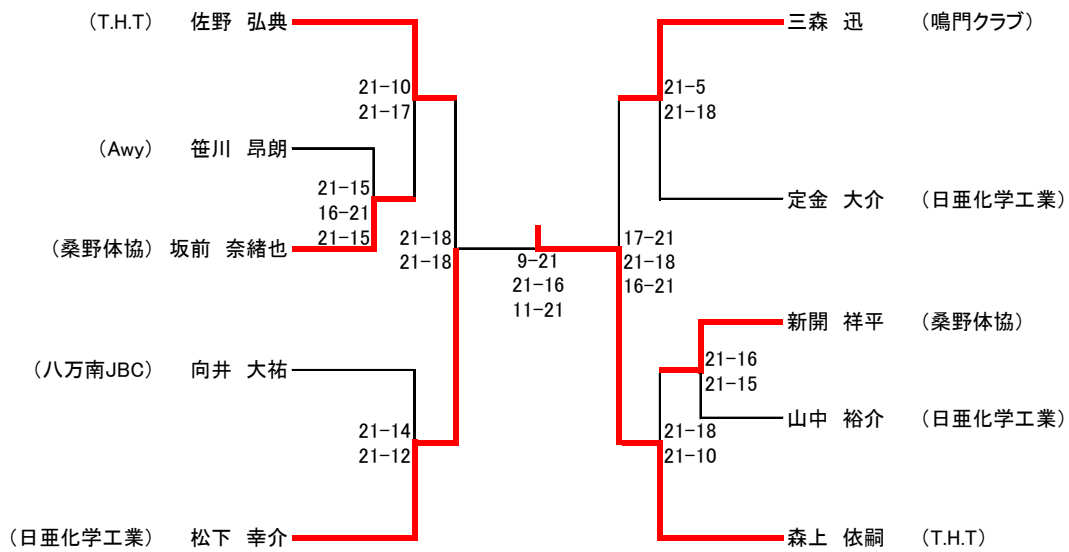 (T.H.T) 佐野 弘典
21-10
21-17
(Awy) 笹川 昂朗
21-15
16-21
21-15
(桑野体協) 坂前 奈緒也
21-18
21-18
(八万南JBC) 向井 大祐
21-14
21-12
(日亜化学工業) 松下 幸介
9-21
21-16
11-21
三森 迅 (鳴門クラブ)
21-5
21-18
定金 大介 (日亜化学工業)
17-21
21-18
16-21
新開 祥平 (桑野体協)
21-16
21-15
山中 裕介 (日亜化学工業)
21-18
21-10
森上 依嗣 (T.H.T)